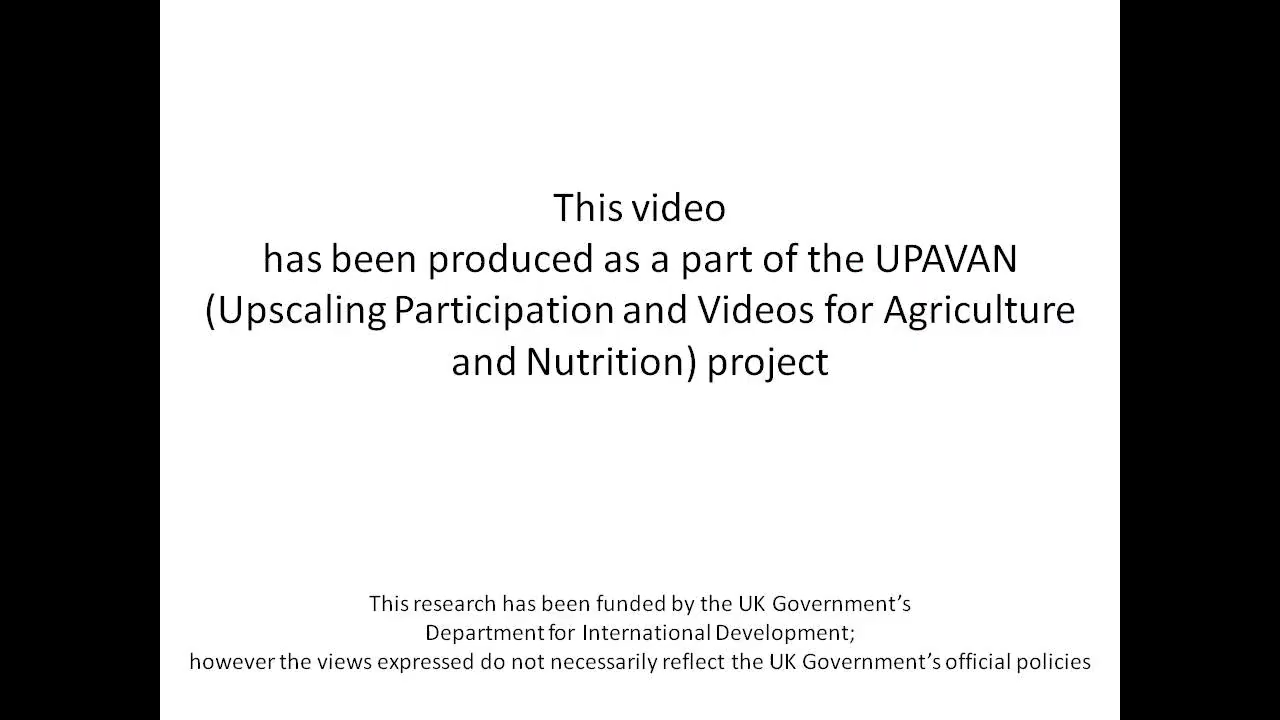 This video
has been produced as a part of the UPAVAN
(Upscaling Participation and Videos for Agriculture
and Nutrition) project
This research has been funded by the UK Government’s
Department for International Development;
however the views expressed do not necessarily reflect the UK Government’s official policies